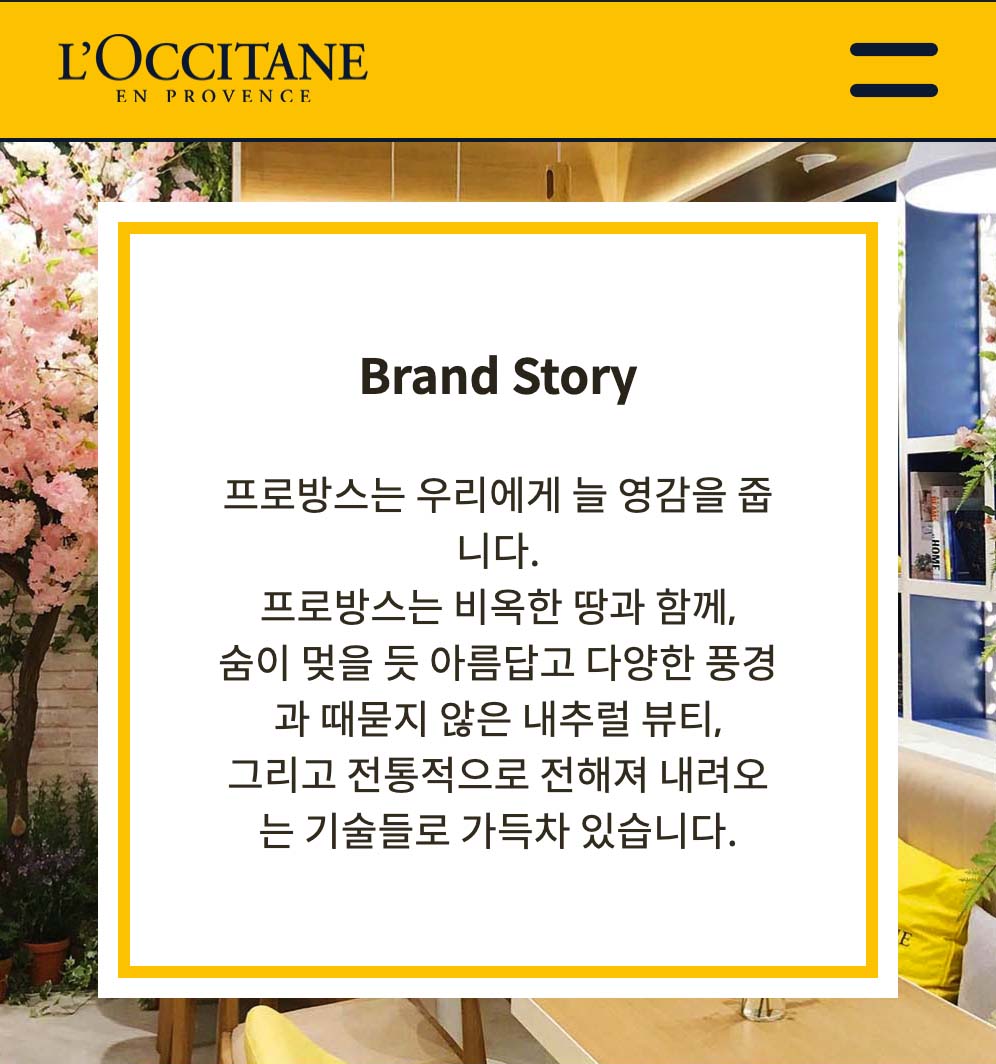 L'OCCITANE
EN PROVENCE
Brand Story
프로방스는 우리에게 늘 영감을 줍
니다.
프로방스는 비옥한 땅과 함께,
숨이 멎을 듯 아름답고 다양한 풍경
과 때묻지 않은 내추럴 뷰티,
그리고 전통적으로 전해져 내려오
는 기술들로 가득차 있습니다.
HOME